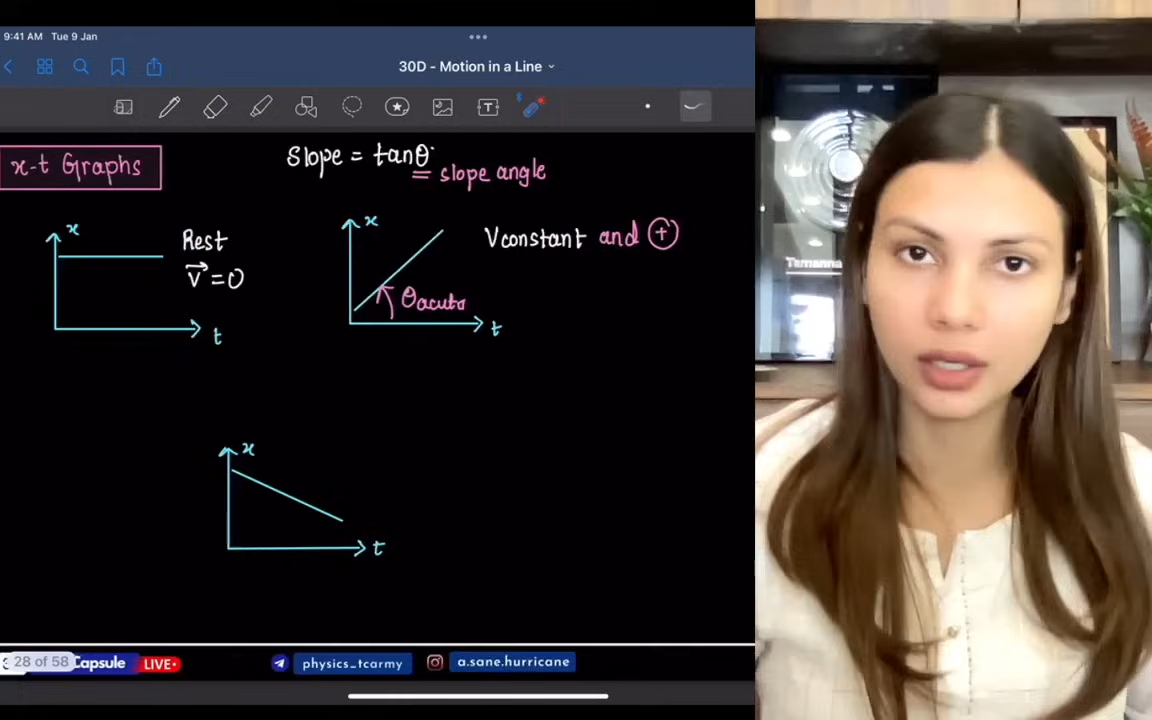 9:41 AM Tue 9 Jan
30D - Motion in a Line
x-t Graphs
Slope = tanθ
= slope angle
x
Rest
v⃗ = 0
t
x
Vconstant and (+)
θacute
t
x
t
28 of 58
Capsule
LIVE
physics_tcarmy
a.sane.hurricane